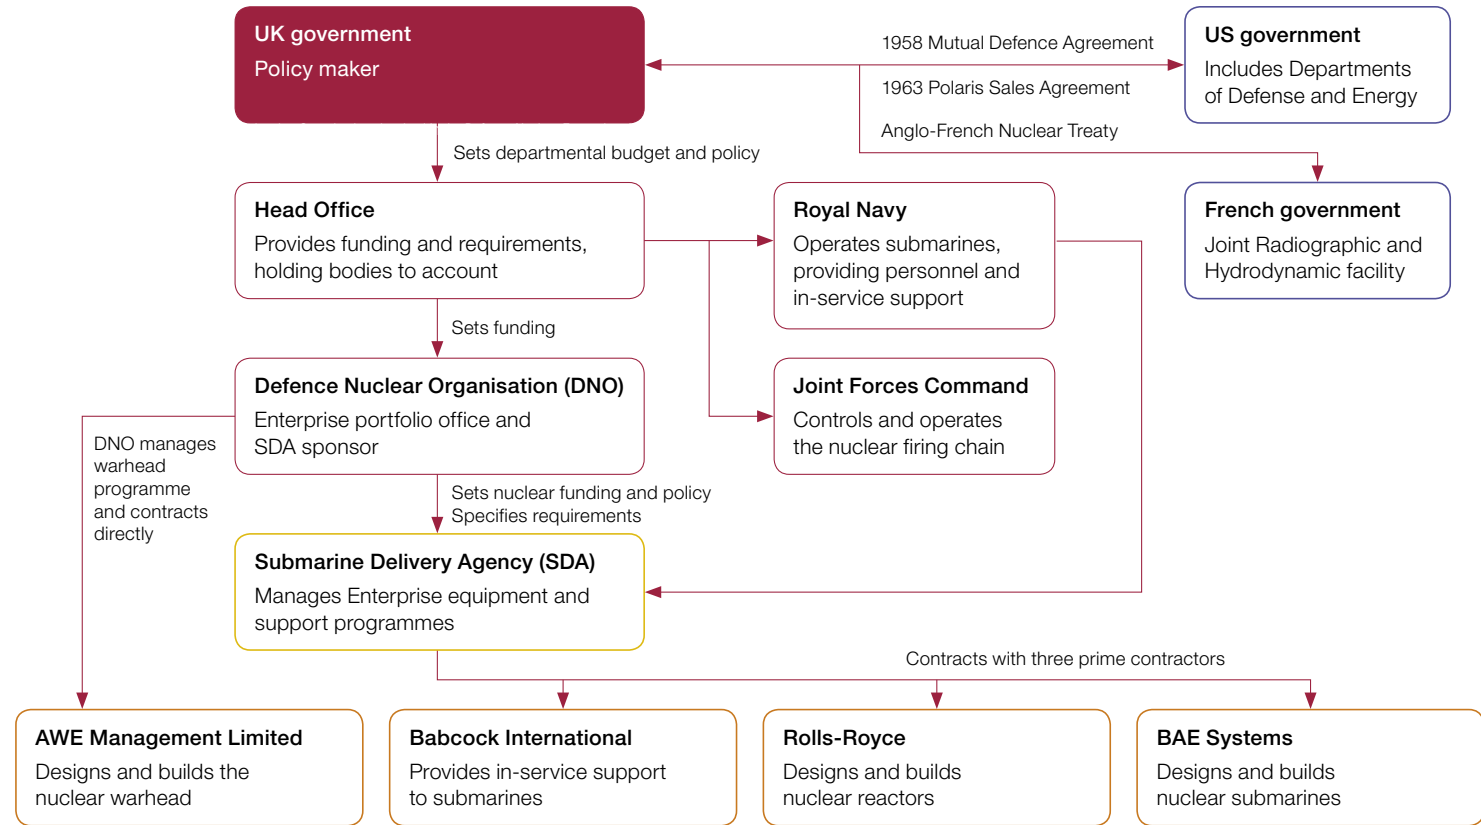 UK government
Policy maker
1958 Mutual Defence Agreement
1963 Polaris Sales Agreement
Anglo-French Nuclear Treaty
US government
Includes Departments
of Defense and Energy
Sets departmental budget and policy
Head Office
Provides funding and requirements,
holding bodies to account
Royal Navy
Operates submarines,
providing personnel and
in-service support
French government
Joint Radiographic and
Hydrodynamic facility
Sets funding
Defence Nuclear Organisation (DNO)
Enterprise portfolio office and
SDA sponsor
Joint Forces Command
Controls and operates
the nuclear firing chain
DNO manages
warhead
programme
and contracts
directly
Sets nuclear funding and policy
Specifies requirements
Submarine Delivery Agency (SDA)
Manages Enterprise equipment and
support programmes
Contracts with three prime contractors
AWE Management Limited
Designs and builds the
nuclear warhead
Babcock International
Provides in-service support
to submarines
Rolls-Royce
Designs and builds
nuclear reactors
BAE Systems
Designs and builds
nuclear submarines